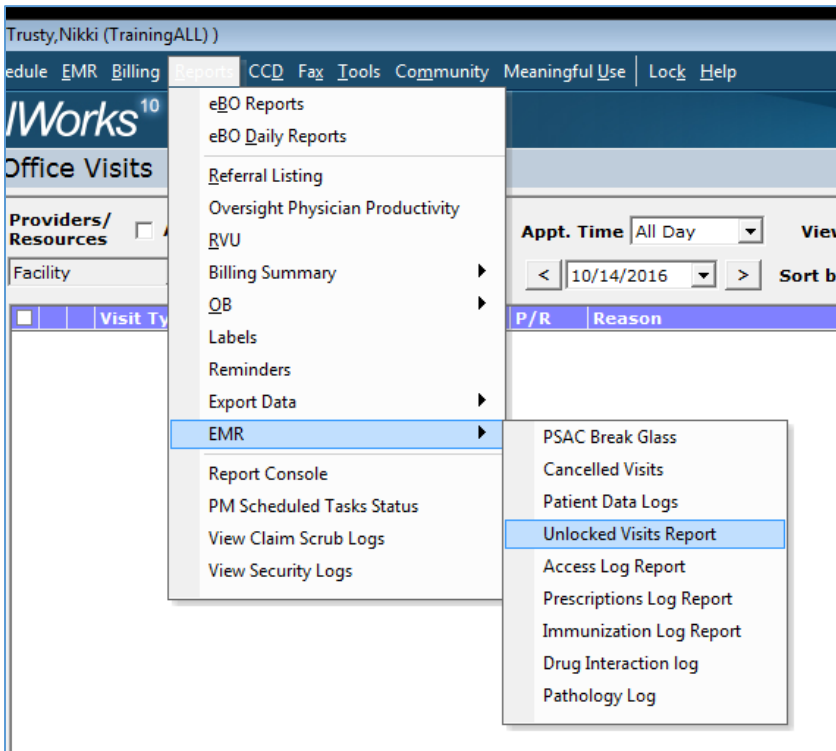 Trusty,Nikki (TrainingALL) )
edule EMR Billing Reports CCD Fax Tools Community Meaningful Use Lock Help
lWorks10
Office Visits
Providers/
Resources
Appt. Time All Day View
Facility
< 10/14/2016 > Sort b
Visit Ty P/R Reason
eBO Reports
eBO Daily Reports
Referral Listing
Oversight Physician Productivity
RVU
Billing Summary
OB
Labels
Reminders
Export Data
EMR
Report Console
PM Scheduled Tasks Status
View Claim Scrub Logs
View Security Logs
PSAC Break Glass
Cancelled Visits
Patient Data Logs
Unlocked Visits Report
Access Log Report
Prescriptions Log Report
Immunization Log Report
Drug Interaction log
Pathology Log